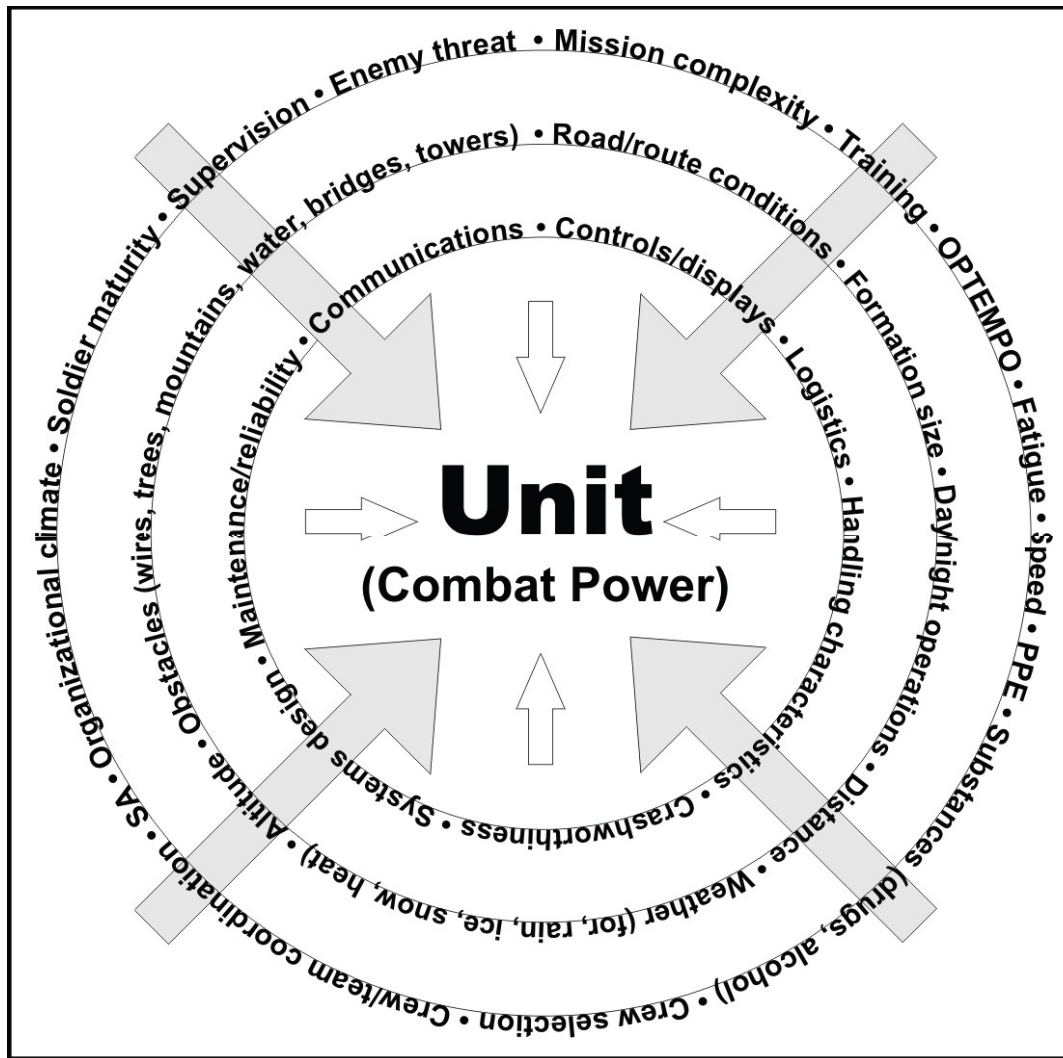 Enemy threat • Mission complexity • Training • OPTEMPO • Fatigue • Speed • PPE • Substances (drugs, alcohol) • Crew selection • Crew/team coordination • SA • Organizational climate • Soldier maturity • Supervision •
Road/route conditions • Formation size • Day/night operations • Distance • Weather (for, rain, ice, snow, heat) • Altitude • Obstacles (wires, trees, mountains, water, bridges, towers) •
Communications • Controls/displays • Logistics • Handling characteristics • Crashworthiness • Systems design • Maintenance/reliability •
Unit
(Combat Power)